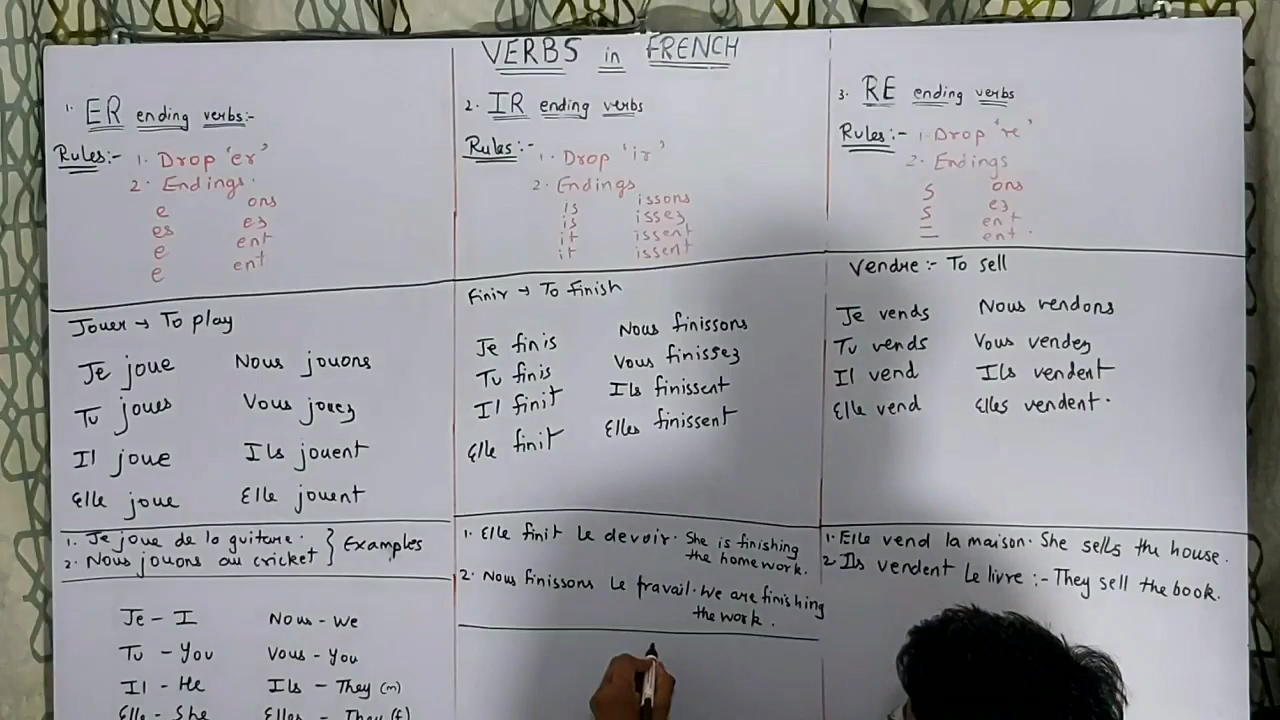 VERBS in FRENCH
1. ER ending verbs:-
Rules:- 1. Drop 'er'
2. Endings.
e ons
es ez
e ent
e ent
Jouer → To play
Je joue Nous jouons
Tu joues Vous jouez
Il joue Ils jouent
Elle joue Elle jouent
1. Je joue de la guitare.
2. Nous jouons au cricket } Examples
Je - I Nous - We
Tu - You Vous - You
Il - He Ils - They (m)
Elle - She Elles - They (f)
2. IR ending verbs
Rules:- 1. Drop 'ir'
2. Endings
is issons
is issez
it issent
it issent
Finir → To Finish
Je finis Nous finissons
Tu finis Vous finissez
Il finit Ils finissent
Elle finit Elles finissent
1. Elle finit le devoir. She is finishing
the homework.
2. Nous finissons le travail. We are finishing
the work.
3. RE ending verbs
Rules:- 1. Drop 're'
2. Endings
S ons
S ez
— ent
ent.
Vendre :- To sell
Je vends Nous vendons
Tu vends Vous vendez
Il vend Ils vendent
Elle vend Elles vendent.
1. Elle vend la maison. She sells the house.
2. Ils vendent le livre :- They sell the book.